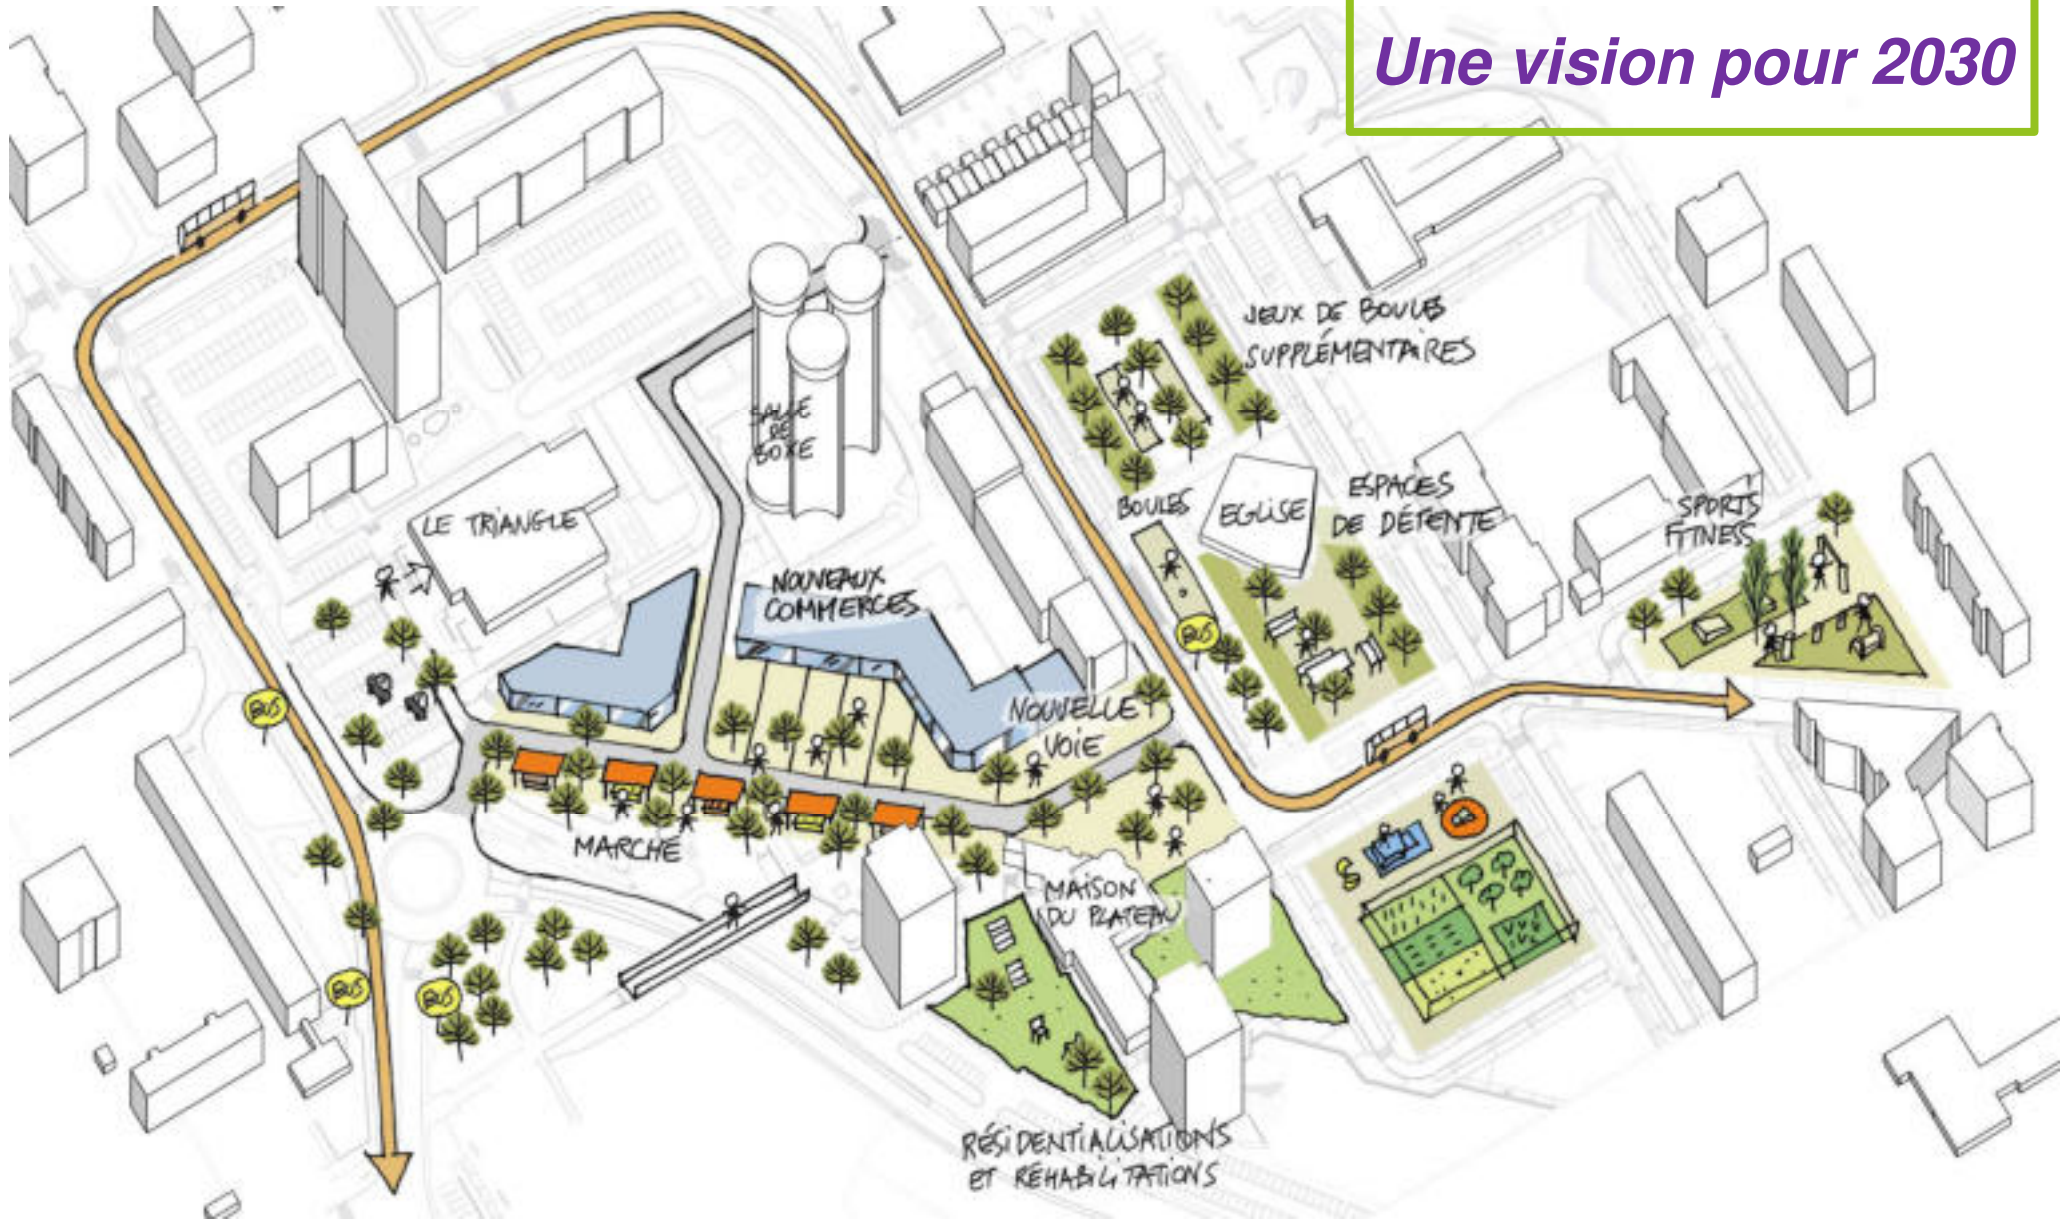 Une vision pour 2030
JEUX DE BOULES
SUPPLÉMENTAIRES
SALLE
DE
BOXE
LE TRIANGLE
BOULES
EGLISE
ESPACES
DE DÉTENTE
SPORTS
FITNESS
NOUVEAUX
COMMERCES
BUS
NOUVELLE
VOIE
BUS
MARCHÉ
MAISON
DU PLATEAU
BUS
BUS
RÉSIDENTIALISATIONS
ET RÉHABILITATIONS